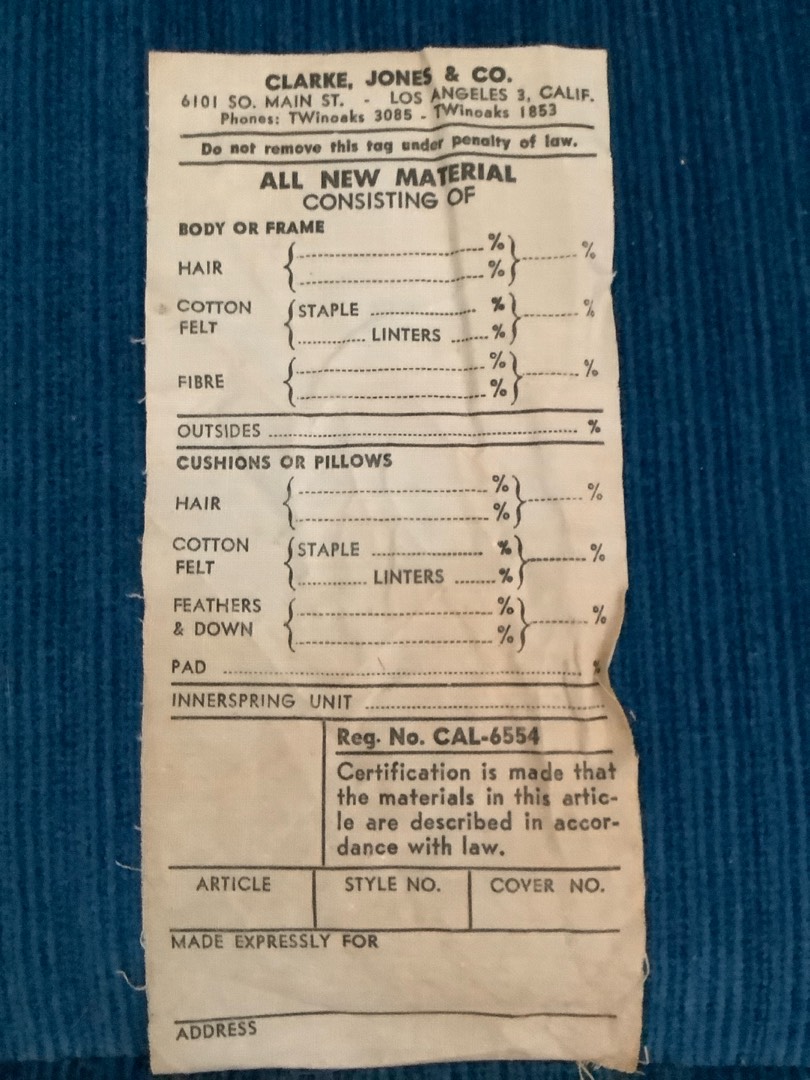 CLARKE, JONES & CO.
6101 SO. MAIN ST. - LOS ANGELES 3, CALIF.
Phones: TWinoaks 3085 - TWinoaks 1853
Do not remove this tag under penalty of law.
ALL NEW MATERIAL
CONSISTING OF
BODY OR FRAME
HAIR { ........ % } ........ %
........ %
COTTON FELT { STAPLE ........ % } ........ %
........ LINTERS ........ %
FIBRE { ........ % } ........ %
........ %
OUTSIDES ........ %
CUSHIONS OR PILLOWS
HAIR { ........ % } ........ %
........ %
COTTON FELT { STAPLE ........ % } ........ %
........ LINTERS ........ %
FEATHERS & DOWN { ........ % } ........ %
........ %
PAD ........ %
INNERSPRING UNIT ........
Reg. No. CAL-6554
Certification is made that
the materials in this artic-
le are described in accor-
dance with law.
ARTICLE STYLE NO. COVER NO.
MADE EXPRESSLY FOR
ADDRESS